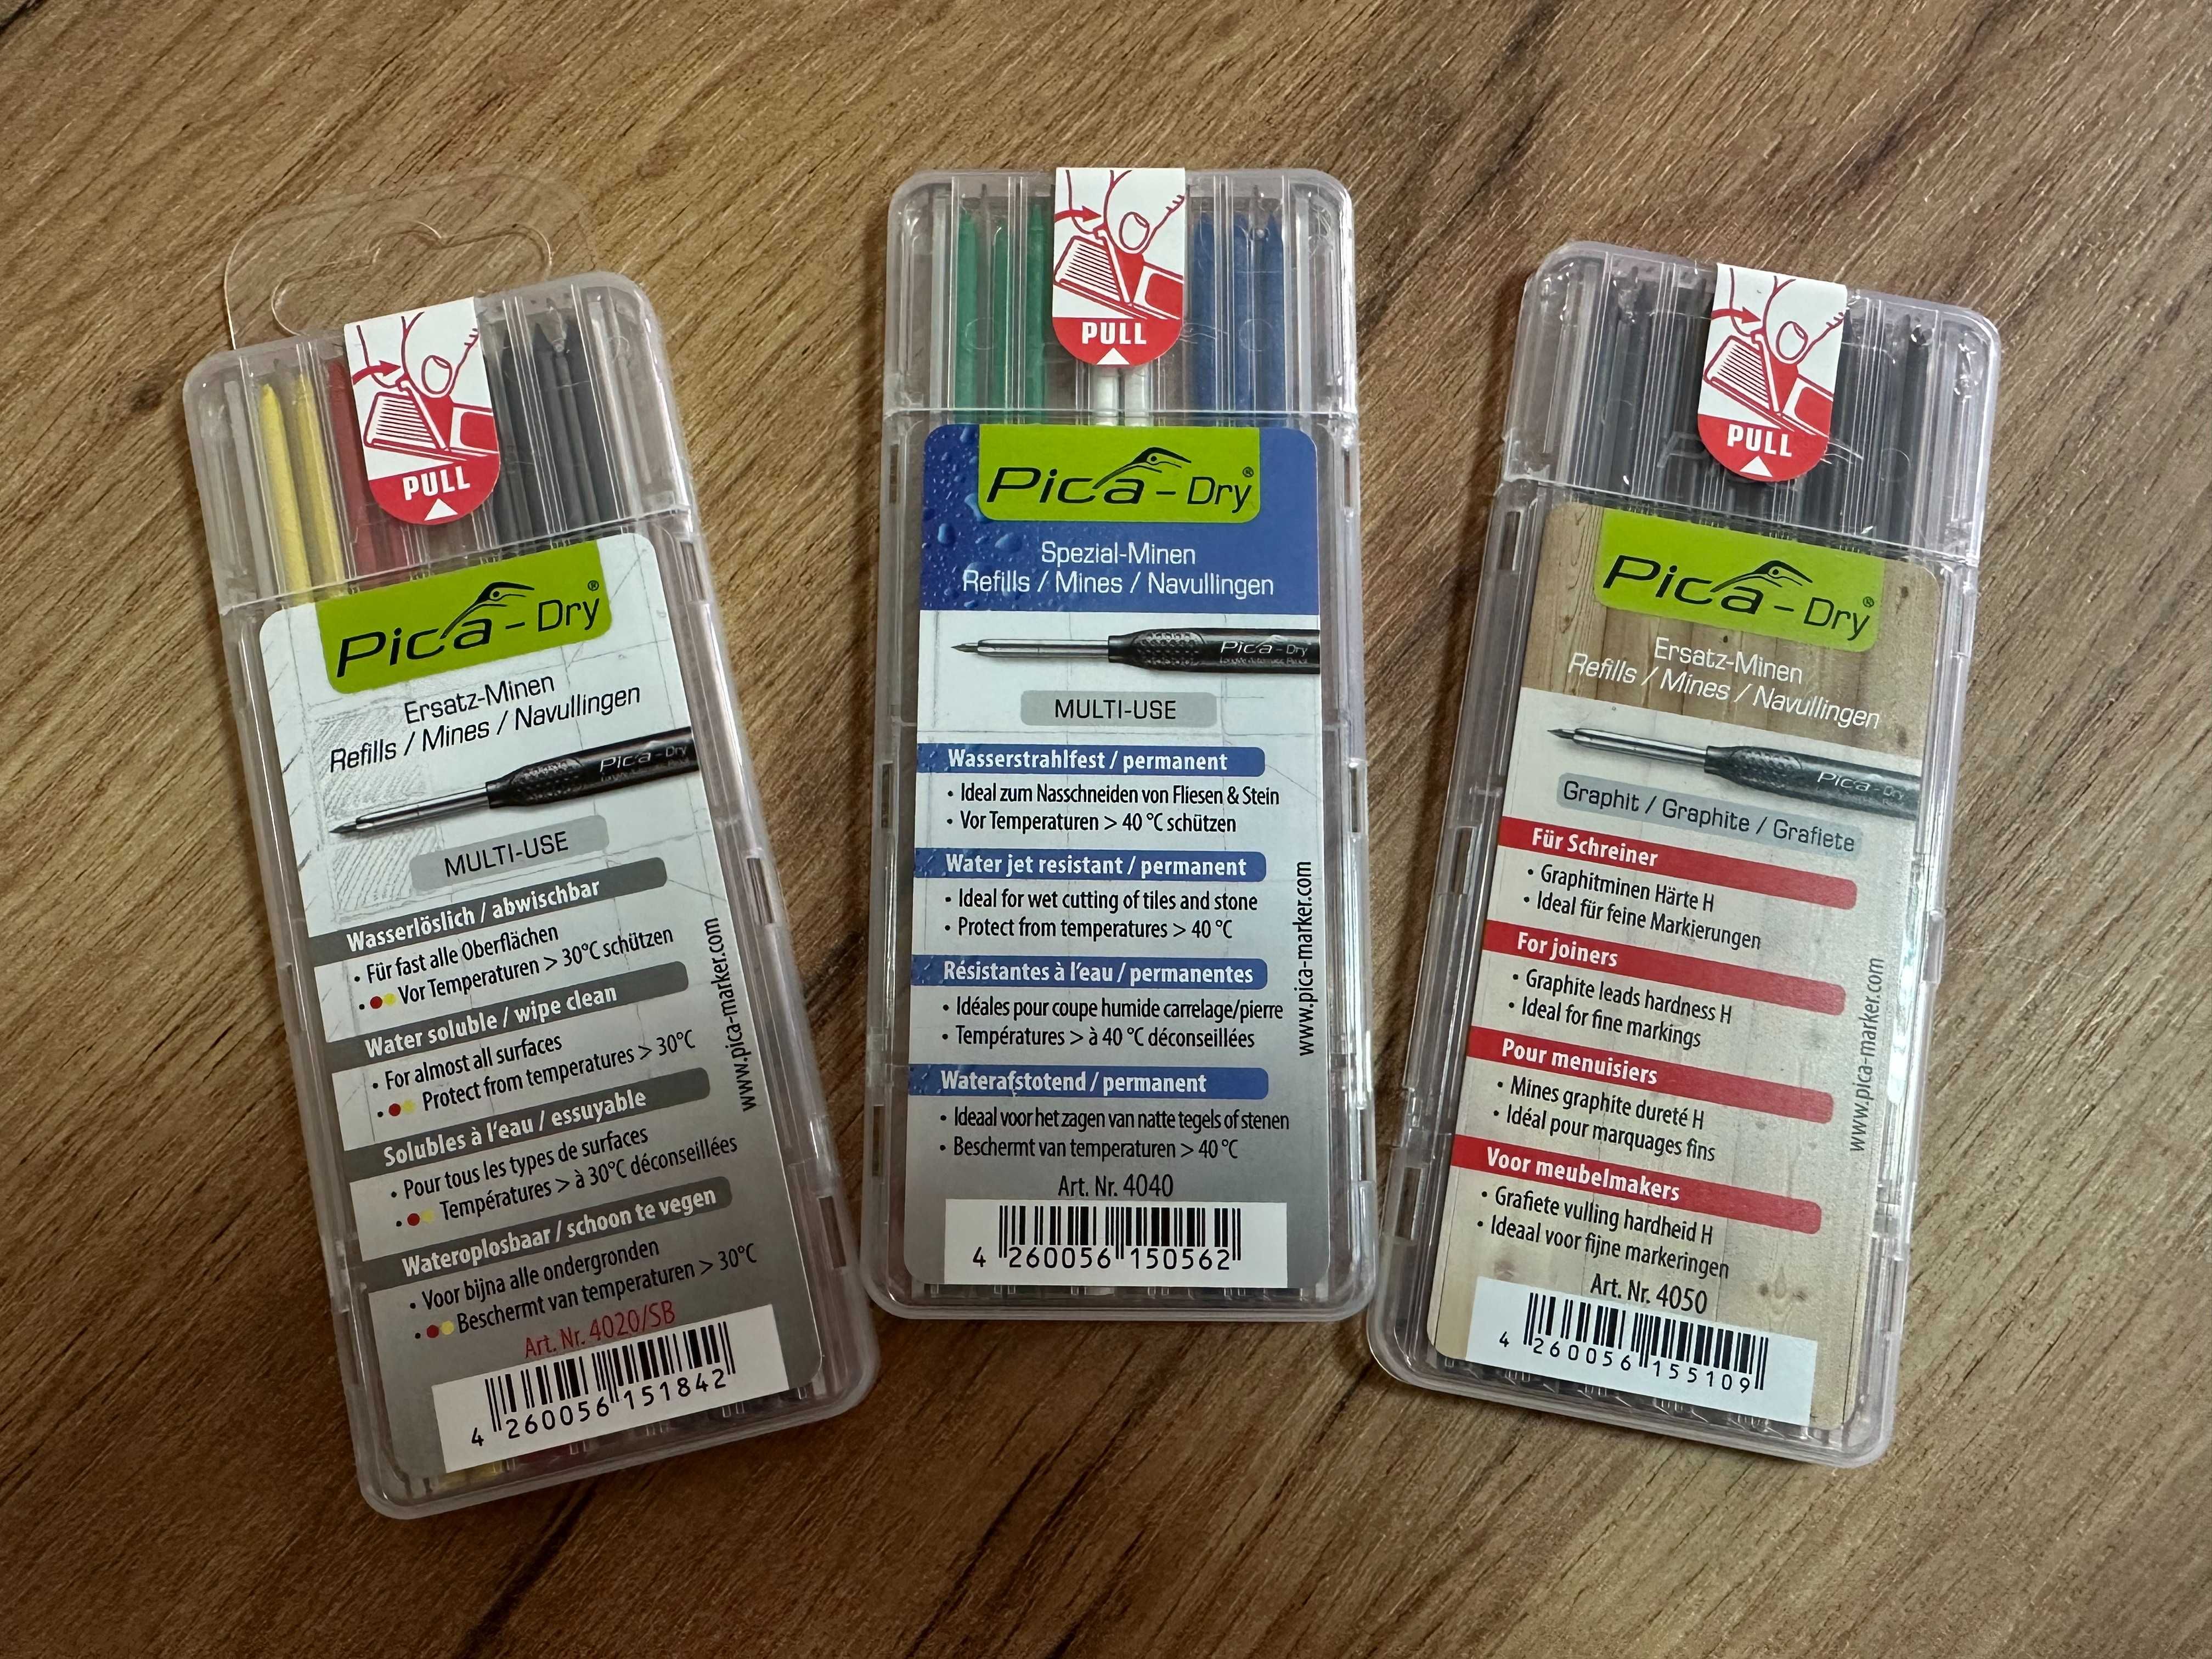 PULL
Pica-Dry®
Ersatz-Minen
Refills / Mines / Navullingen
Pica-Dry
MULTI-USE
Wasserlöslich / abwischbar
• Für fast alle Oberflächen
• Vor Temperaturen > 30°C schützen
Water soluble / wipe clean
• For almost all surfaces
• Protect from temperatures > 30°C
Solubles à l'eau / essuyable
• Pour tous les types de surfaces
• Températures > à 30°C déconseillées
Wateroplosbaar / schoon te vegen
• Voor bijna alle ondergronden
• Beschermt van temperaturen > 30°C
Art. Nr. 4020/SB
4 260056 151842
www.pica-marker.com
PULL
Pica-Dry®
Spezial-Minen
Refills / Mines / Navullingen
Pica-Dry
Longlife Automatic Pencil
MULTI-USE
Wasserstrahlfest / permanent
• Ideal zum Nasschneiden von Fliesen & Stein
• Vor Temperaturen > 40 °C schützen
Water jet resistant / permanent
• Ideal for wet cutting of tiles and stone
• Protect from temperatures > 40 °C
Résistantes à l'eau / permanentes
• Idéales pour coupe humide carrelage/pierre
• Températures > à 40 °C déconseillées
Waterafstotend / permanent
• Ideaal voor het zagen van natte tegels of stenen
• Beschermt van temperaturen > 40 °C
Art. Nr. 4040
4 260056 150562
www.pica-marker.com
PULL
Pica-Dry®
Ersatz-Minen
Refills / Mines / Navullingen
Pica-Dry
Graphit / Graphite / Grafiete
Für Schreiner
• Graphitminen Härte H
• Ideal für feine Markierungen
For joiners
• Graphite leads hardness H
• Ideal for fine markings
Pour menuisiers
• Mines graphite dureté H
• Idéal pour marquages fins
Voor meubelmakers
• Grafiete vulling hardheid H
• Ideaal voor fijne markeringen
Art. Nr. 4050
4 260056 155109
www.pica-marker.com